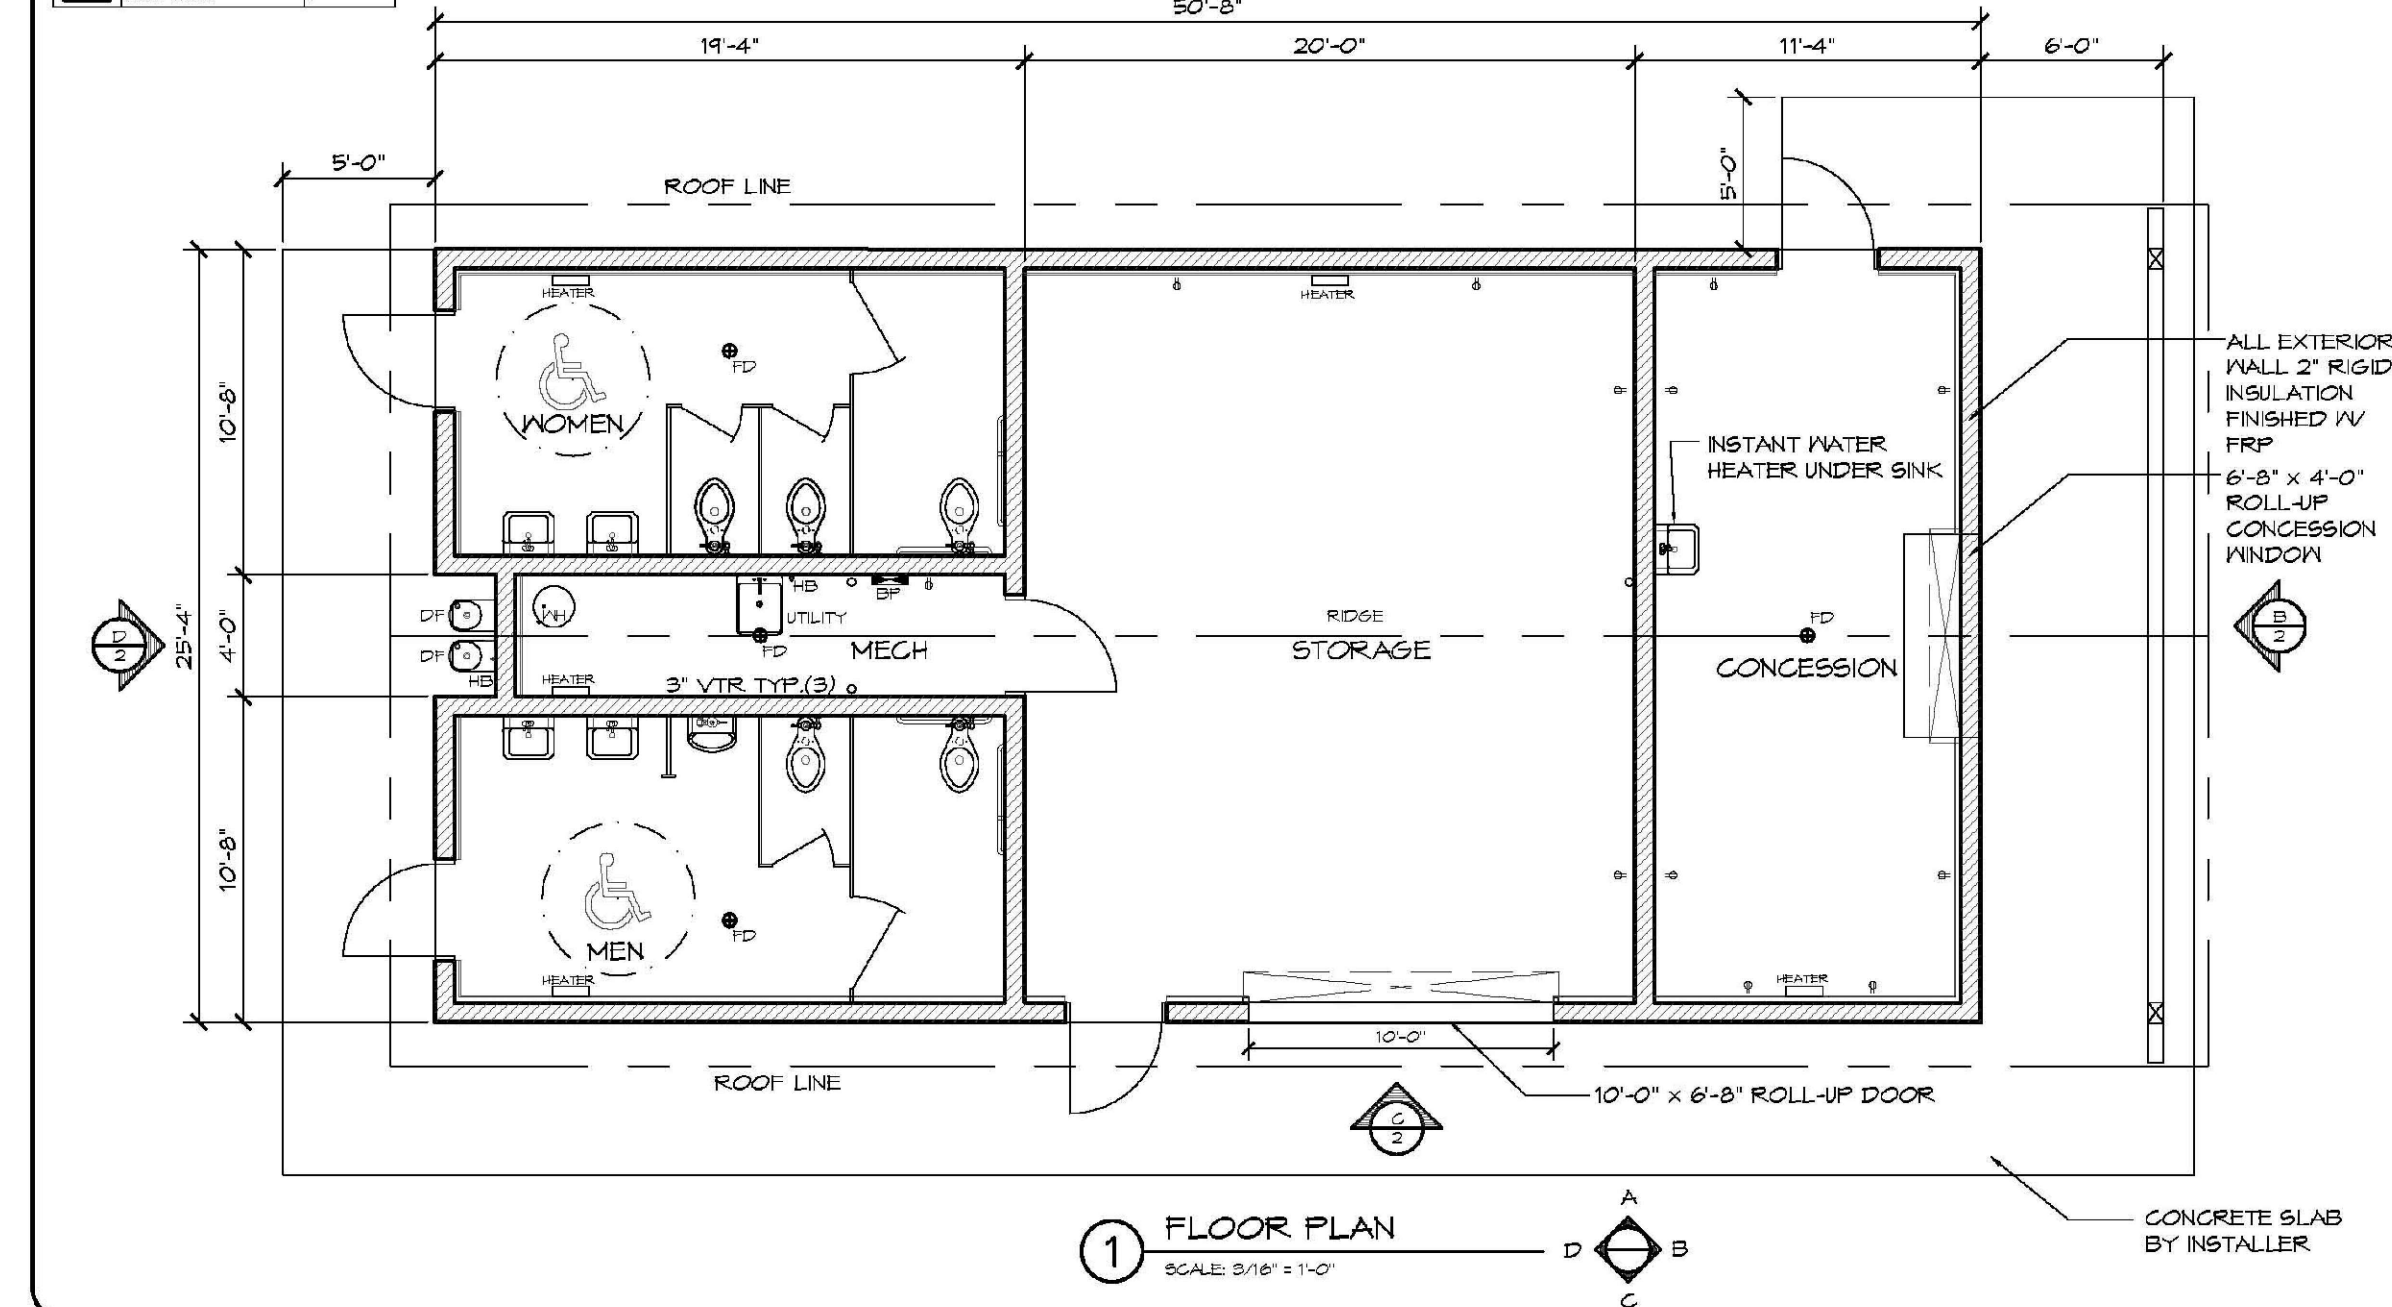 50'-8"
19'-4"
20'-0"
11'-4"
6'-0"
5'-0"
5'-0"
ROOF LINE
HEATER
HEATER
FD
WOMEN
10'-8"
ALL EXTERIOR
WALL 2" RIGID
INSULATION
FINISHED W/
FRP
INSTANT WATER
HEATER UNDER SINK
6'-8" x 4'-0"
ROLL-UP
CONCESSION
WINDOW
HB
BP
DF
WH
UTILITY
RIDGE
FD
D
2
25'-4"
4'-0"
DF
FD
MECH
STORAGE
CONCESSION
B
2
HB
HEATER
3" VTR TYP.(3)
10'-8"
FD
MEN
HEATER
HEATER
10'-0"
ROOF LINE
10'-0" x 6'-8" ROLL-UP DOOR
C
2
1
FLOOR PLAN
SCALE: 3/16" = 1'-0"
A
D
B
C
CONCRETE SLAB
BY INSTALLER